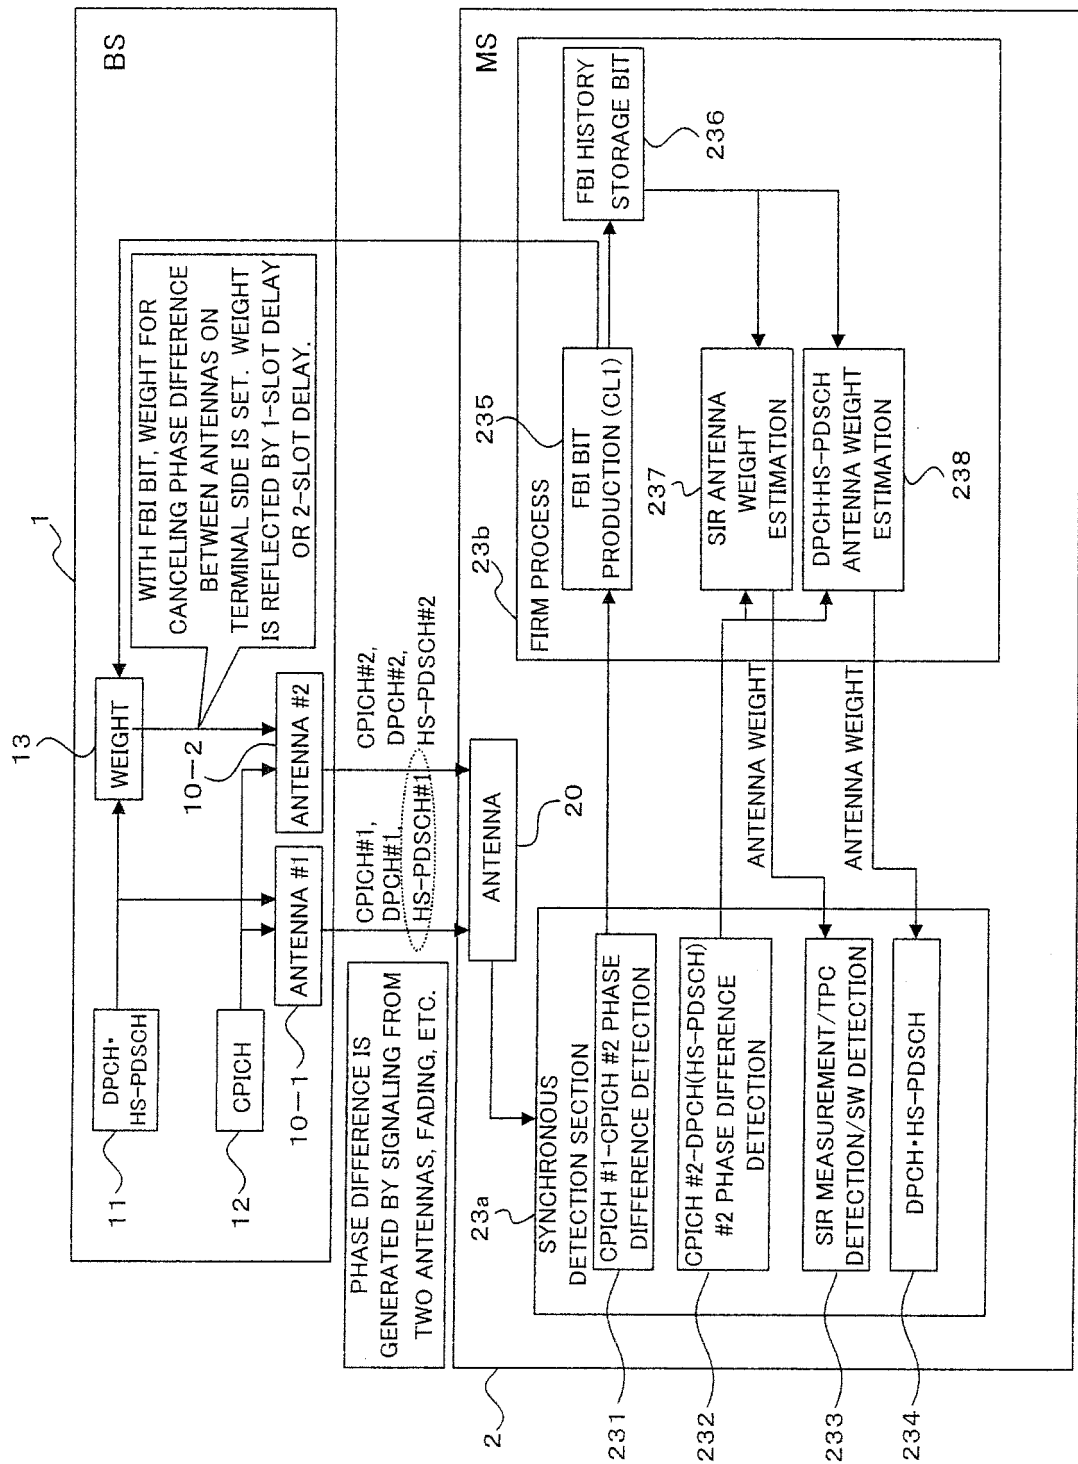 1
BS
13
WEIGHT
WITH FBI BIT, WEIGHT FOR
CANCELING PHASE DIFFERENCE
BETWEEN ANTENNAS ON
TERMINAL SIDE IS SET. WEIGHT
IS REFLECTED BY 1-SLOT DELAY
OR 2-SLOT DELAY.
11
DPCH・
HS-PDSCH
12
CPICH
10-1
ANTENNA #1
10-2
ANTENNA #2
PHASE DIFFERENCE IS
GENERATED BY SIGNALING FROM
TWO ANTENNAS, FADING, ETC.
CPICH#1,
DPCH#1,
HS-PDSCH#1
CPICH#2,
DPCH#2,
HS-PDSCH#2
2
MS
ANTENNA
20
23a
SYNCHRONOUS
DETECTION SECTION
231
CPICH #1-CPICH #2 PHASE
DIFFERENCE DETECTION
232
CPICH #2-DPCH(HS-PDSCH)
#2 PHASE DIFFERENCE
DETECTION
233
SIR MEASUREMENT/TPC
DETECTION/SW DETECTION
234
DPCH・HS-PDSCH
ANTENNA WEIGHT
ANTENNA WEIGHT
23b
FIRM PROCESS
235
FBI BIT
PRODUCTION (CL1)
FBI HISTORY
STORAGE BIT
236
237
SIR ANTENNA
WEIGHT
ESTIMATION
DPCH・HS-PDSCH
ANTENNA WEIGHT
ESTIMATION
238